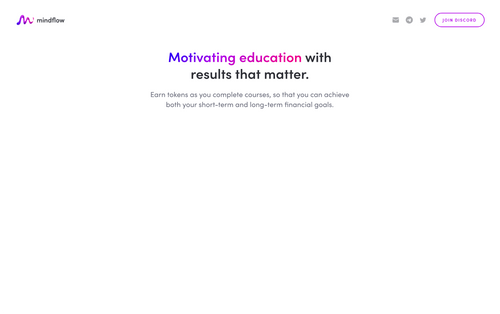 mindflow
JOIN DISCORD
Motivating education with
results that matter.
Earn tokens as you complete courses, so that you can achieve
both your short-term and long-term financial goals.